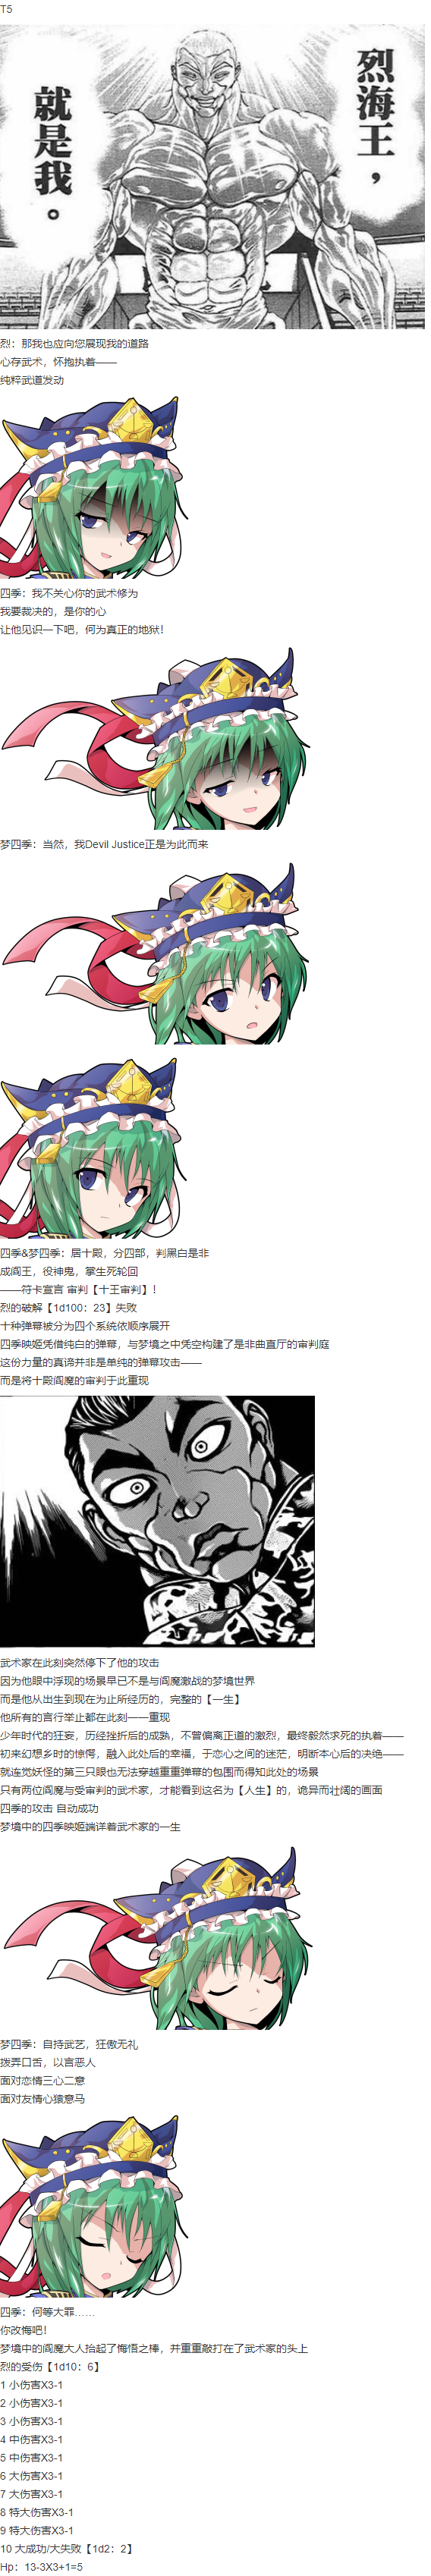 T5
烈海王，
就是我。
烈：那我也应向您展现我的道路
心存武术，怀抱执着——
纯粹武道发动
四季：我不关心你的武术修为
我要裁决的，是你的心
让他见识一下吧，何为真正的地狱！
梦四季：当然，我Devil Justice正是为此而来
四季&梦四季：居十殿，分四部，判黑白是非
成阎王，役神鬼，掌生死轮回
——符卡宣言 审判【十王审判】！
烈的破解【1d100：23】失败
十种弹幕被分为四个系统依顺序展开
四季映姬凭借纯白的弹幕，与梦境之中凭空构建了是非曲直厅的审判庭
这份力量的真谛并非是单纯的弹幕攻击——
而是将十殿阎魔的审判于此重现
武术家在此刻突然停下了他的攻击
因为他眼中浮现的场景早已不是与阎魔激战的梦境世界
而是他从出生到现在为止所经历的，完整的【一生】
他所有的言行举止都在此刻一一重现
少年时代的狂妄，历经挫折后的成熟，不曾偏离正道的激烈，最终毅然求死的执着——
初来幻想乡时的惊愕，融入此处后的幸福，于恋心之间的迷茫，明断本心后的决绝——
就连觉妖怪的第三只眼也无法穿越重重弹幕的包围而得知此处的场景
只有两位阎魔与受审判的武术家，才能看到这名为【人生】的，诡异而壮阔的画面
四季的攻击 自动成功
梦境中的四季映姬端详着武术家的一生
梦四季：自持武艺，狂傲无礼
拨弄口舌，以言恶人
面对恋情三心二意
面对友情心猿意马
四季：何等大罪……
你改悔吧！
梦境中的阎魔大人抬起了悔悟之棒，并重重敲打在了武术家的头上
烈的受伤【1d10：6】
1 小伤害X3-1
2 小伤害X3-1
3 小伤害X3-1
4 中伤害X3-1
5 中伤害X3-1
6 大伤害X3-1
7 大伤害X3-1
8 特大伤害X3-1
9 特大伤害X3-1
10 大成功/大失败【1d2：2】
Hp：13-3X3+1=5